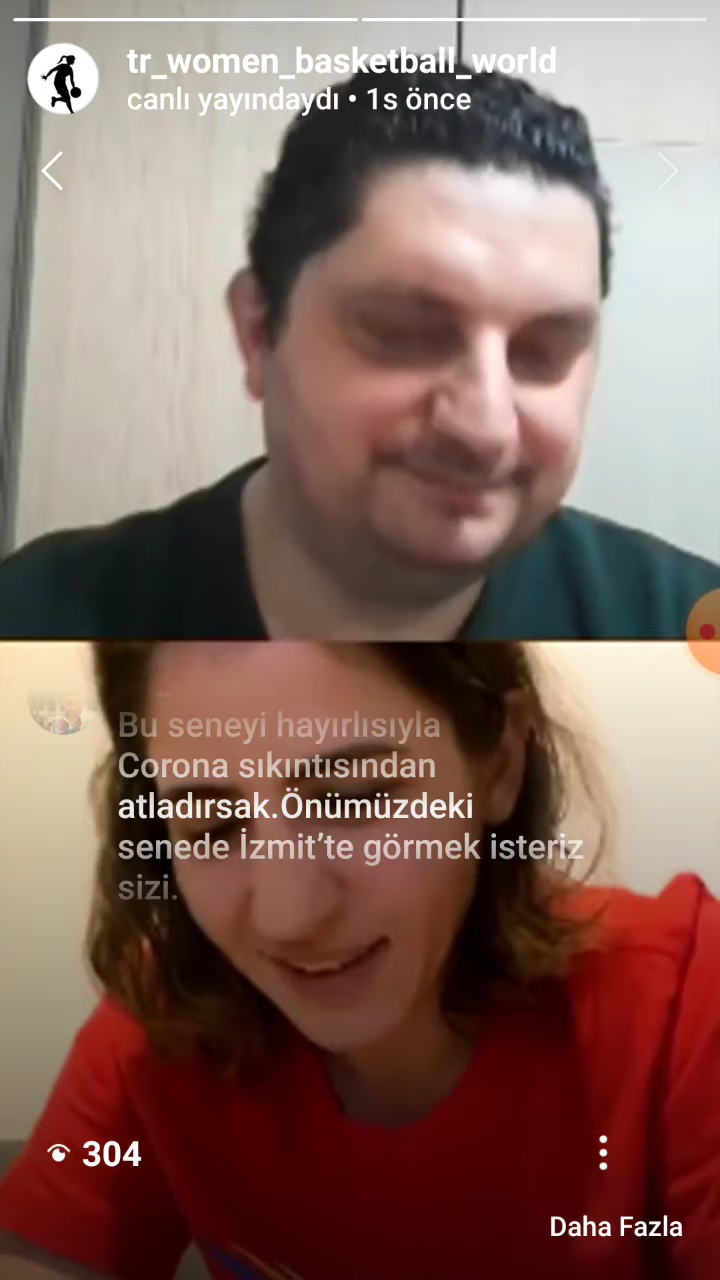 tr_women_basketball_world
canlı yayındaydı • 1s önce
Bu seneyi hayırlısıyla
Corona sıkıntısından
atladırsak.Önümüzdeki
senede İzmit’te görmek isteriz
sizi.
304
Daha Fazla